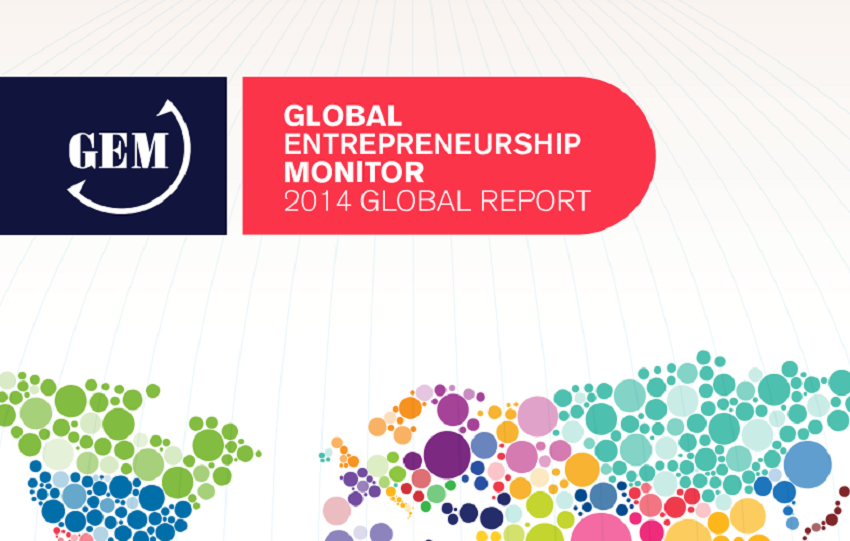 GEM
GLOBAL
ENTREPRENEURSHIP
MONITOR
2014 GLOBAL REPORT